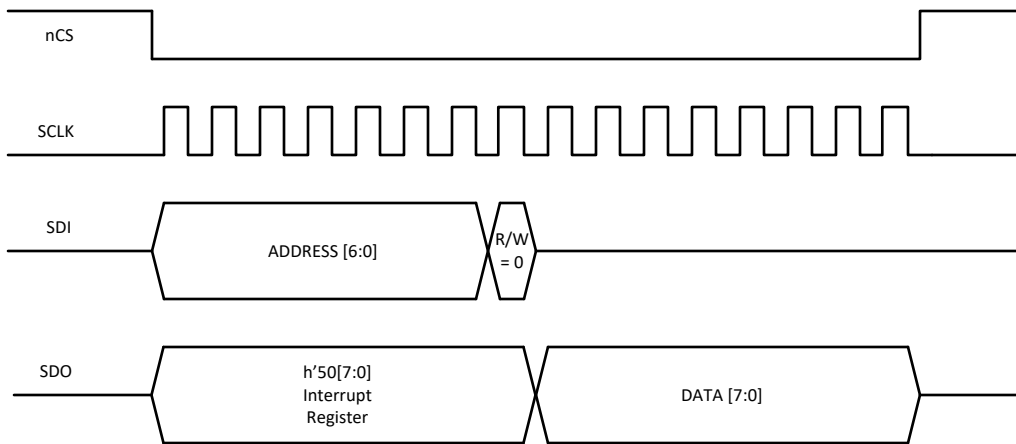 nCS
SCLK
SDI
ADDRESS [6:0]
R/W
= 0
SDO
h’50[7:0]
Interrupt
Register
DATA [7:0]